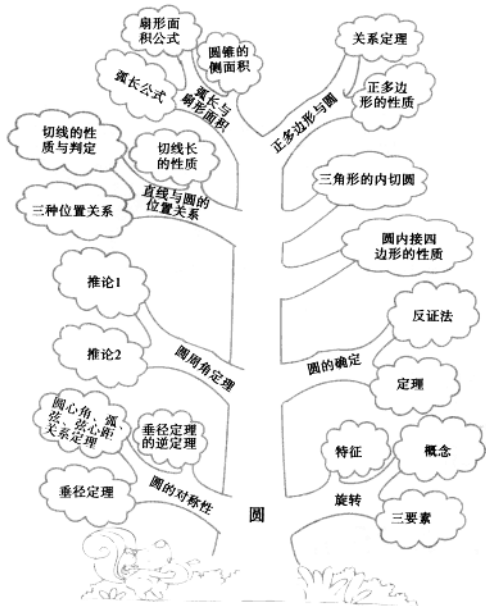 扇形面
积公式
圆锥的
侧面积
弧长公式
弧长与
扇形面积
关系定理
正多边
形的性质
正多边形与圆
切线的性
质与判定
切线长
的性质
三种位置关系
直线与圆的
位置关系
三角形的内切圆
圆内接四
边形的性质
推论1
推论2
圆周角定理
反证法
定理
圆的确定
圆心角、弧、
弦、弦心距
关系定理
垂径定理
的逆定理
垂径定理
圆的对称性
特征
概念
三要素
旋转
圆